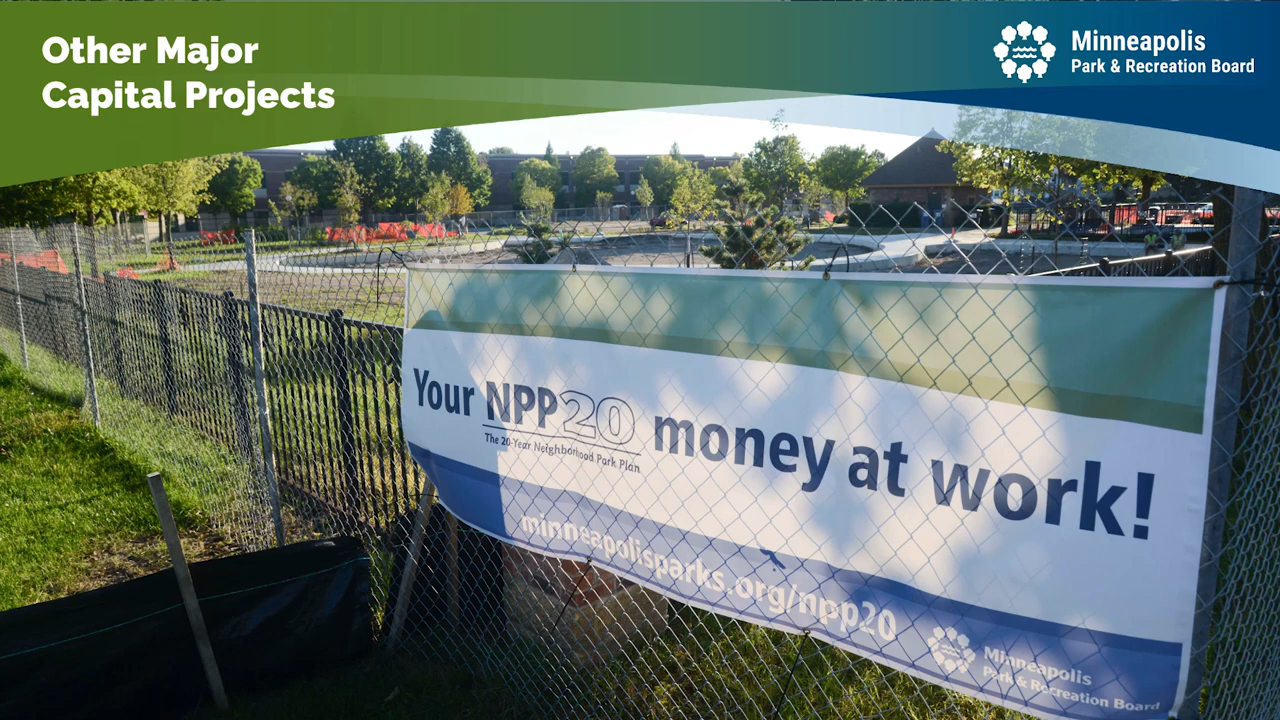 Other Major
Capital Projects
Minneapolis
Park & Recreation Board
Your NPP20 money at work!
The 20-Year Neighborhood Park Plan
minneapolisparks.org/npp20
Minneapolis
Park & Recreation Board